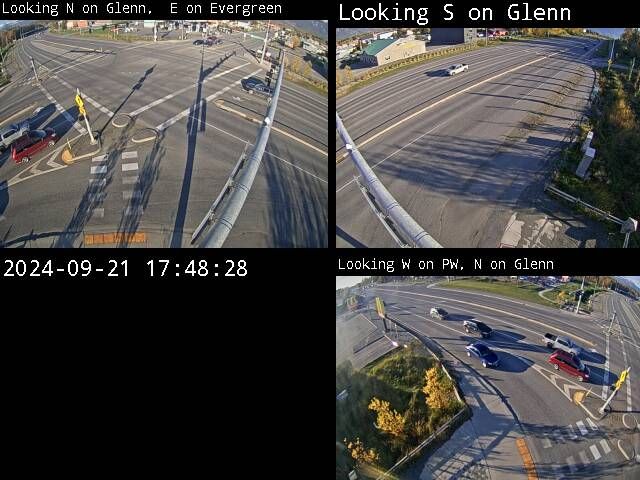 Looking N on Glenn,  E on Evergreen
Looking S on Glenn
2024-09-21 17:48:28
Looking W on PW, N on Glenn